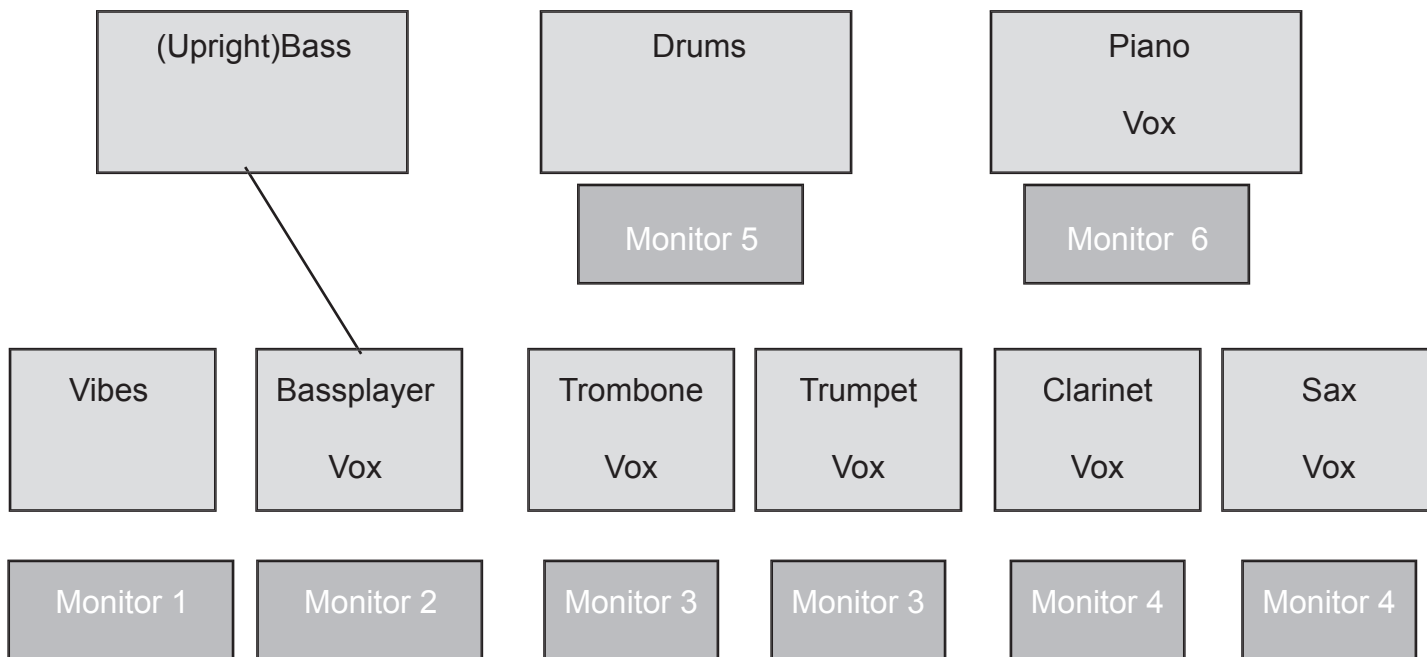 (Upright)Bass
Drums
Piano
Vox
Monitor 5
Monitor 6
Vibes
Bassplayer
Vox
Trombone
Vox
Trumpet
Vox
Clarinet
Vox
Sax
Vox
Monitor 1
Monitor 2
Monitor 3
Monitor 3
Monitor 4
Monitor 4